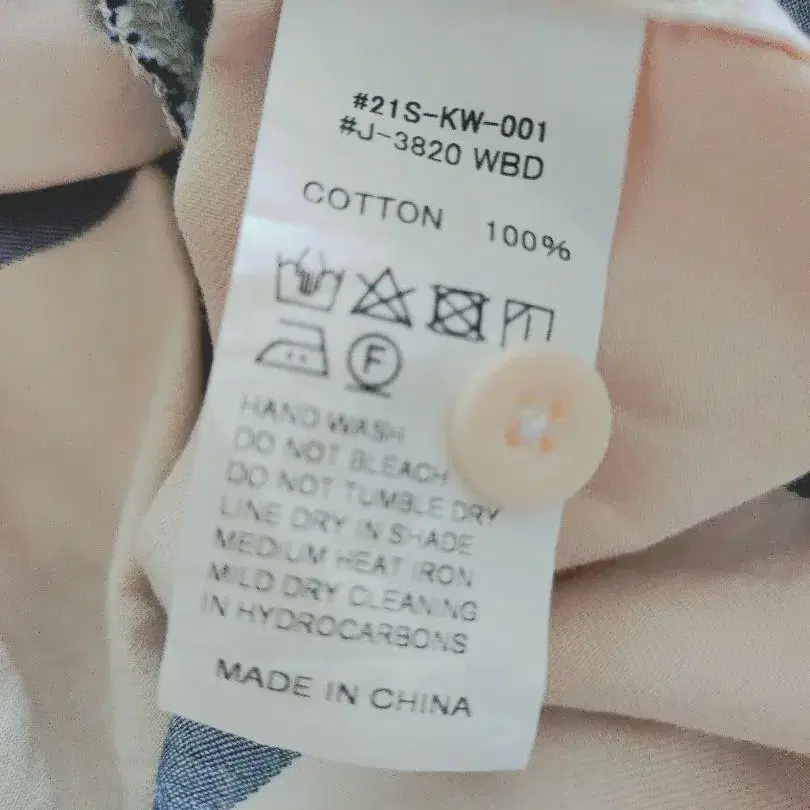 #21S-KW-001
#J-3820 WBD
COTTON 100%
F
HAND WASH
DO NOT BLEACH
DO NOT TUMBLE DRY
LINE DRY IN SHADE
MEDIUM HEAT IRON
MILD DRY CLEANING
IN HYDROCARBONS
MADE IN CHINA